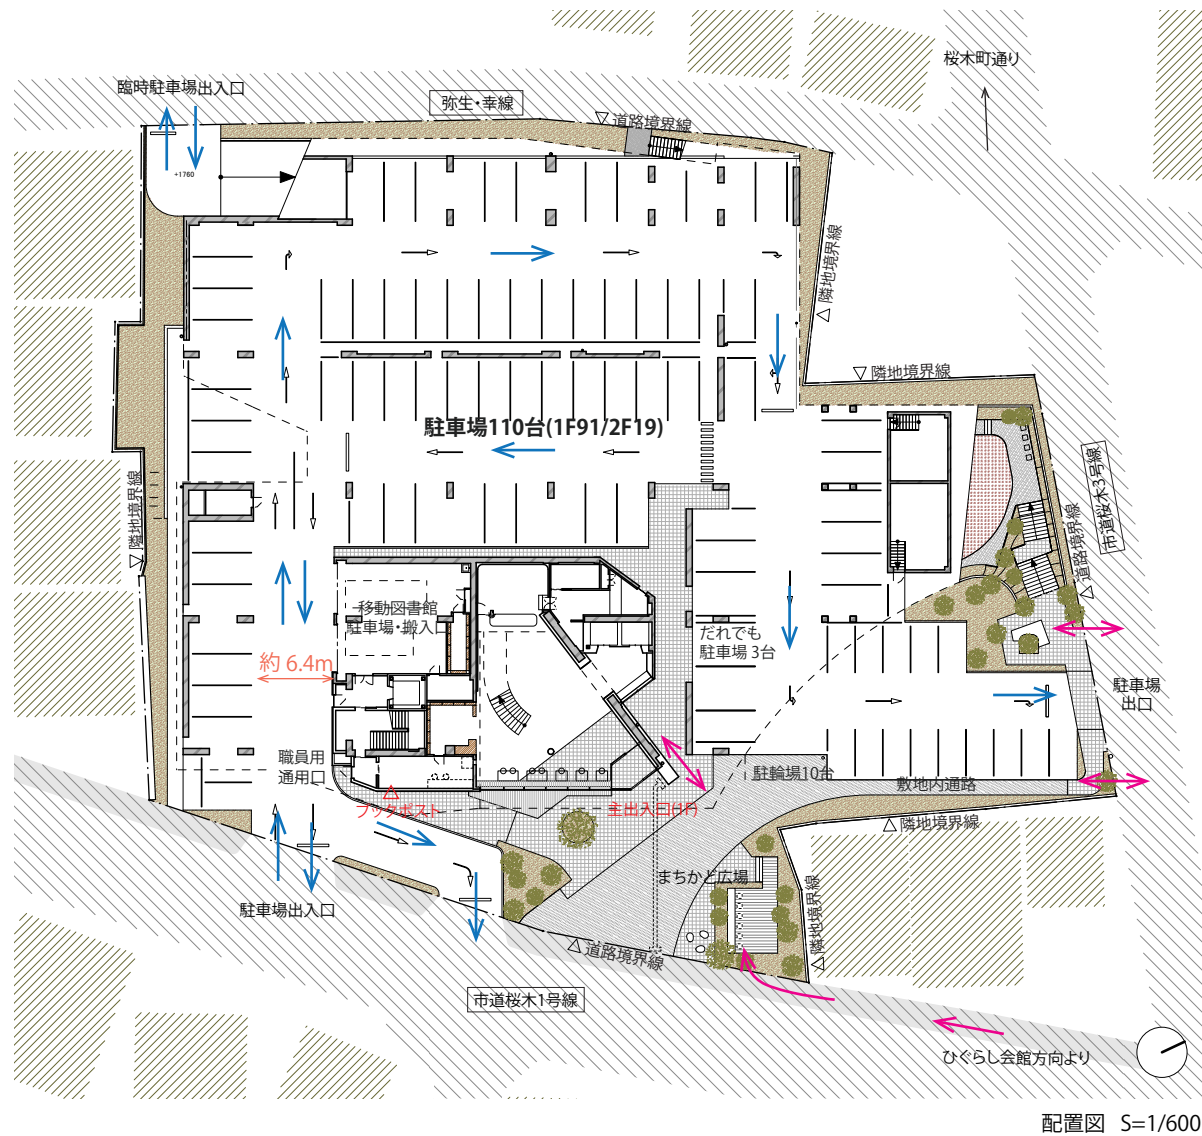 桜木町通り
臨時駐車場出入口
弥生・幸線
道路境界線
+1760
隣地境界線
隣地境界線
駐車場110台(1F91/2F19)
市道桜木3号線
道路境界線
隣地境界線
移動図書館
駐車場・搬入口
だれでも
駐車場 3台
約 6.4m
駐車場
出口
職員用
通用口
駐輪場10台
敷地内通路
ブックポスト
主出入口(1F)
隣地境界線
まちかど広場
隣地境界線
駐車場出入口
道路境界線
市道桜木1号線
ひぐらし会館方向より
配置図 S=1/600